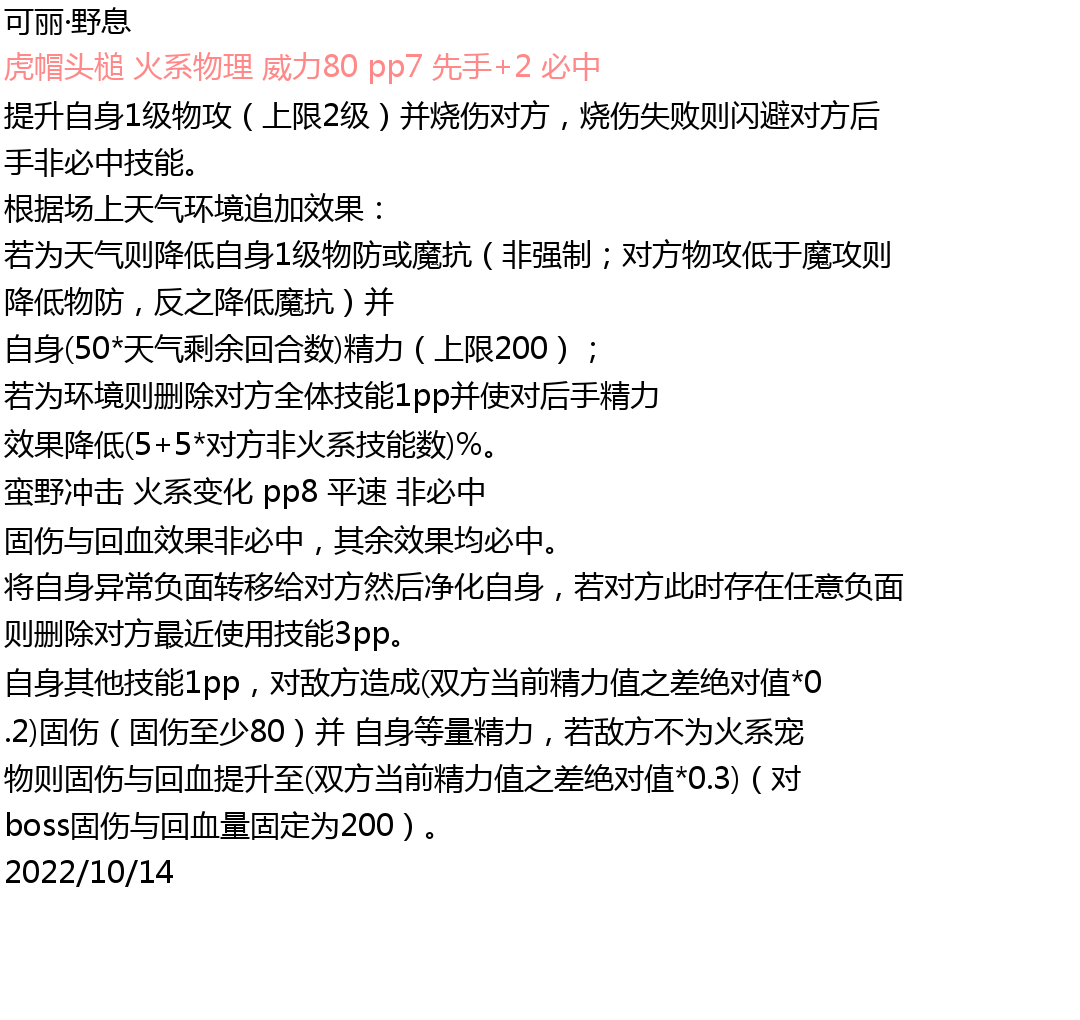 可丽·野息
虎帽头槌 火系物理 威力80 pp7 先手+2 必中
提升自身1级物攻（上限2级）并烧伤对方，烧伤失败则闪避对方后
手非必中技能。
根据场上天气环境追加效果：
若为天气则降低自身1级物防或魔抗（非强制；对方物攻低于魔攻则
降低物防，反之降低魔抗）并
自身(50*天气剩余回合数)精力（上限200）；
若为环境则删除对方全体技能1pp并使对后手精力
效果降低(5+5*对方非火系技能数)%。
蛮野冲击 火系变化 pp8 平速 非必中
固伤与回血效果非必中，其余效果均必中。
将自身异常负面转移给对方然后净化自身，若对方此时存在任意负面
则删除对方最近使用技能3pp。
自身其他技能1pp，对敌方造成(双方当前精力值之差绝对值*0
.2)固伤（固伤至少80）并 自身等量精力，若敌方不为火系宠
物则固伤与回血提升至(双方当前精力值之差绝对值*0.3)（对
boss固伤与回血量固定为200）。
2022/10/14